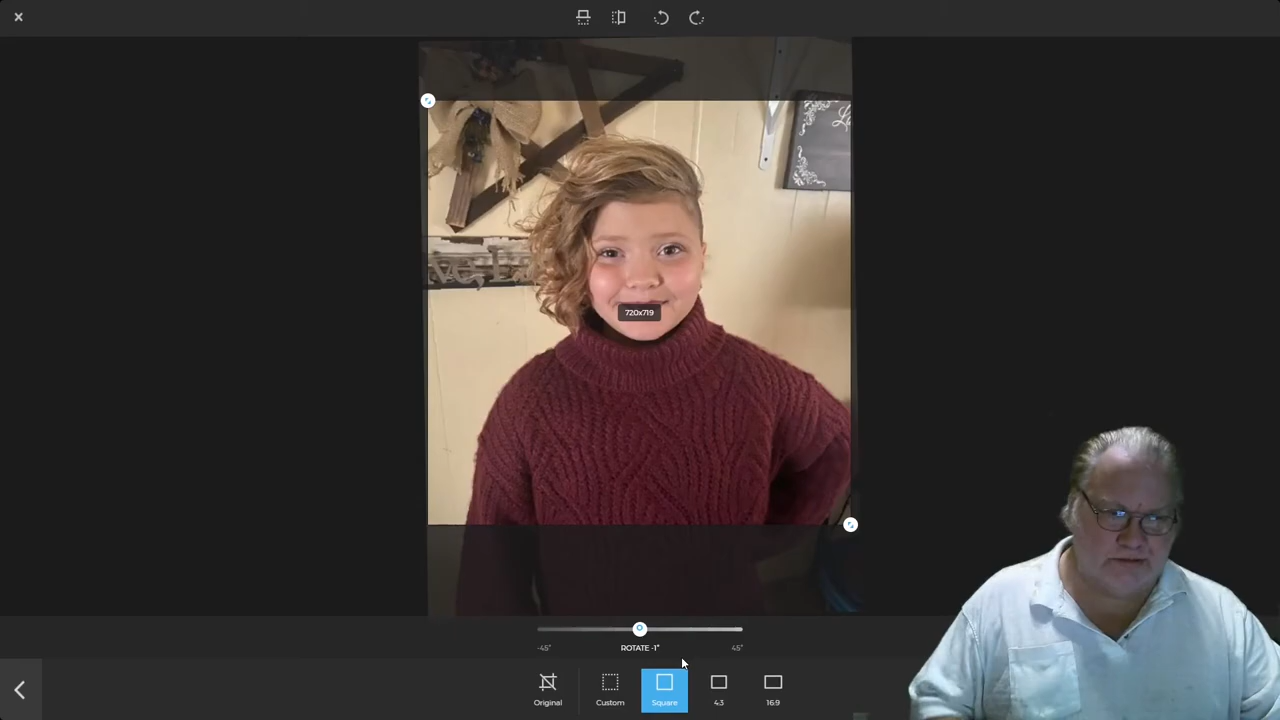 720x719
-45°
ROTATE -1°
45°
Original
Custom
Square
4:3
16:9